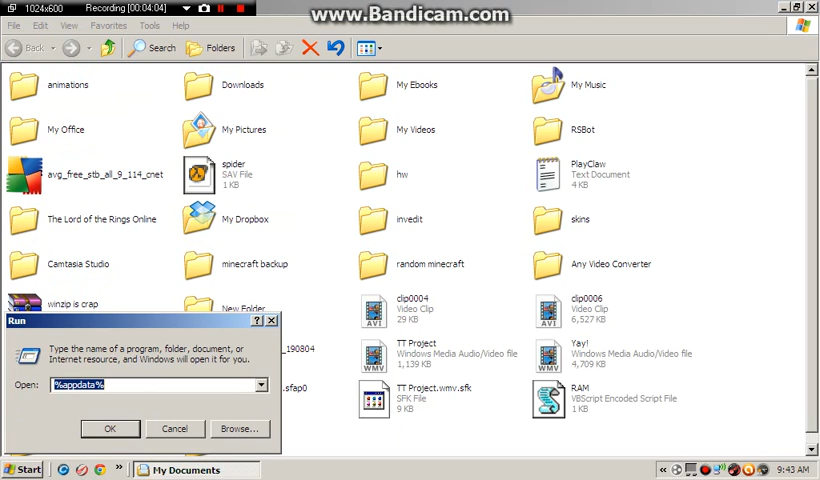 1024x600 Recording [00:04:04]
www.Bandicam.com
File Edit View Favorites Tools Help
Back Search Folders
animations Downloads My Ebooks My Music
My Office My Pictures My Videos RSBot
avg_free_stb_all_9_114_cnet
spider
SAV File
1 KB
hw
PlayClaw
Text Document
4 KB
The Lord of the Rings Online My Dropbox invedit skins
Camtasia Studio minecraft backup random minecraft Any Video Converter
winzip is crap
New Folder
clip0004
Video Clip
29 KB
clip0006
Video Clip
6,527 KB
_190804
TT Project
Windows Media Audio/Video file
1,139 KB
Yay!
Windows Media Audio/Video file
4,709 KB
.sfap0
TT Project.wmv.sfk
SFK File
9 KB
RAM
VBScript Encoded Script File
1 KB
Run
Type the name of a program, folder, document, or
Internet resource, and Windows will open it for you.
Open: %appdata%
OK Cancel Browse...
Start My Documents 9:43 AM